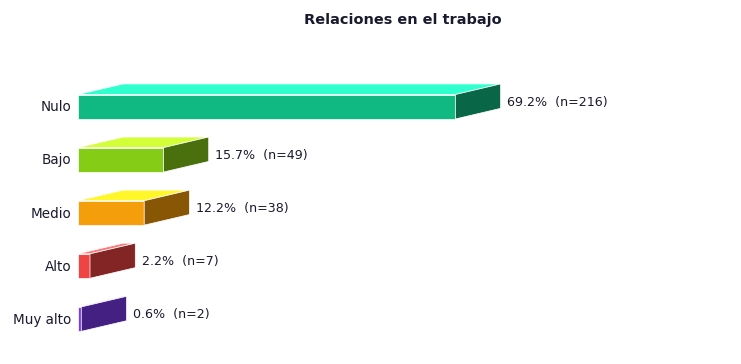 Relaciones en el trabajo
Nulo 69.2% (n=216)
Bajo 15.7% (n=49)
Medio 12.2% (n=38)
Alto 2.2% (n=7)
Muy alto 0.6% (n=2)